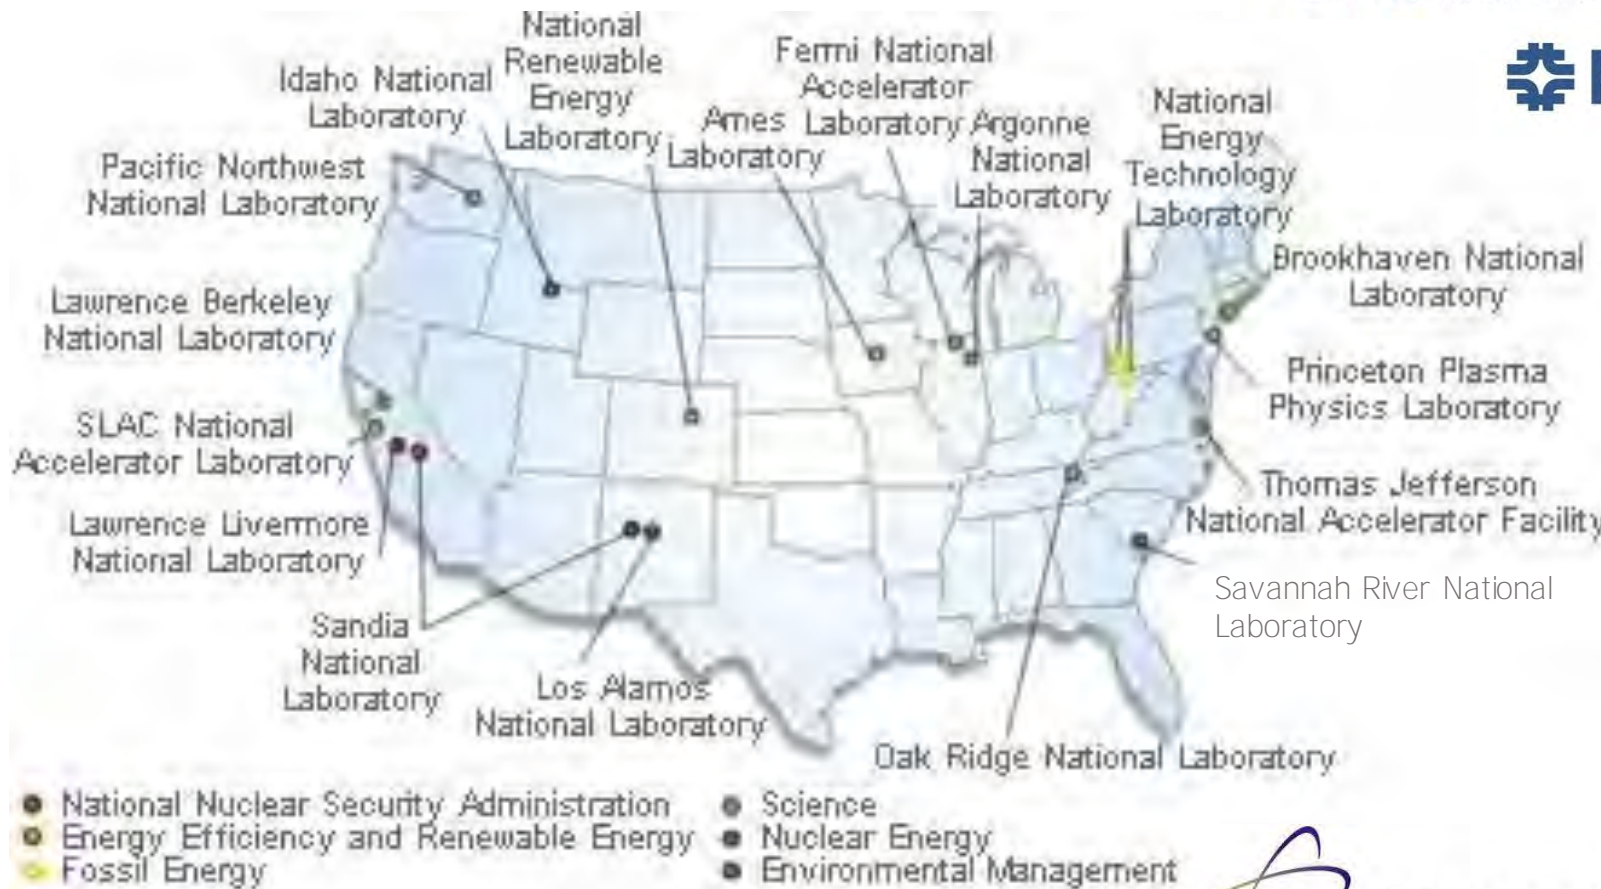 National
Renewable
Energy
Laboratory
Idaho National
Laboratory
Fermi National
Accelerator
Laboratory
Ames
Laboratory
Argonne
National
Laboratory
National
Energy
Technology
Laboratory
Pacific Northwest
National Laboratory
Brookhaven National
Laboratory
Lawrence Berkeley
National Laboratory
Princeton Plasma
Physics Laboratory
SLAC National
Accelerator Laboratory
Thomas Jefferson
National Accelerator Facility
Lawrence Livermore
National Laboratory
Savannah River National
Laboratory
Sandia
National
Laboratory
Los Alamos
National Laboratory
Oak Ridge National Laboratory
National Nuclear Security Administration
Energy Efficiency and Renewable Energy
Fossil Energy
Science
Nuclear Energy
Environmental Management